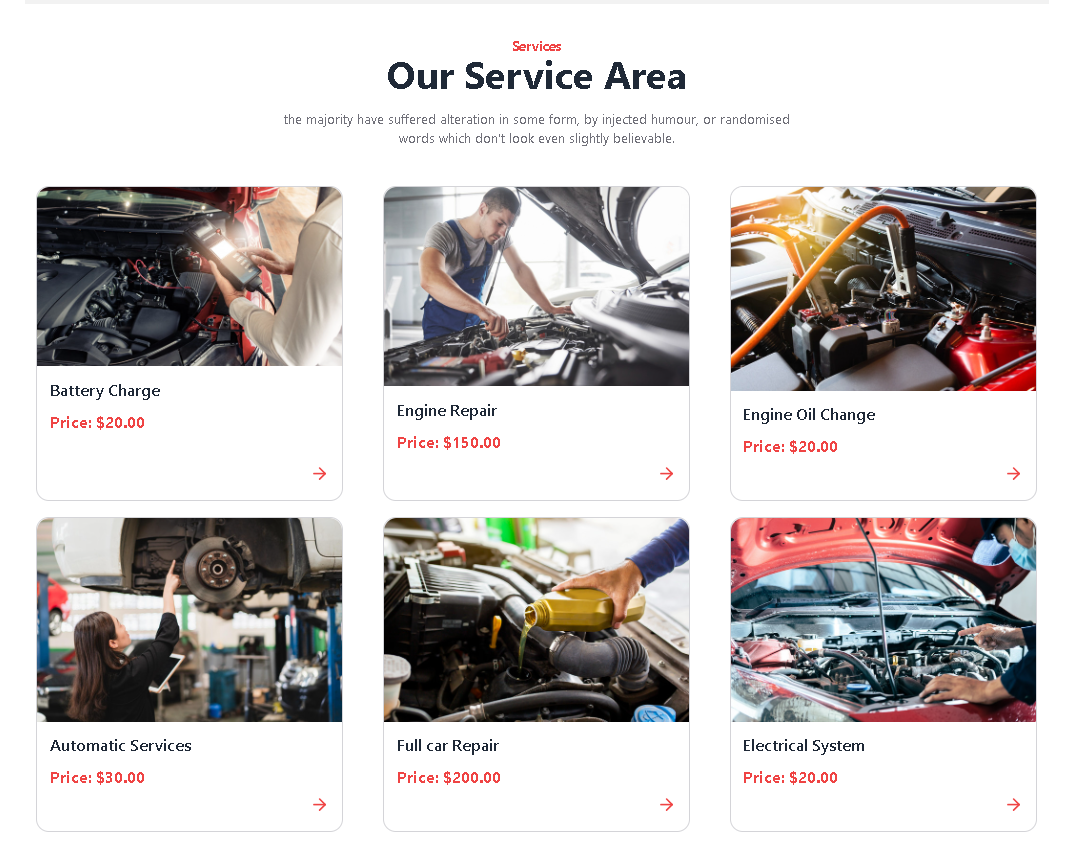 Services
Our Service Area
the majority have suffered alteration in some form, by injected humour, or randomised
words which don't look even slightly believable.
Battery Charge
Price: $20.00
Engine Repair
Price: $150.00
Engine Oil Change
Price: $20.00
Automatic Services
Price: $30.00
Full car Repair
Price: $200.00
Electrical System
Price: $20.00